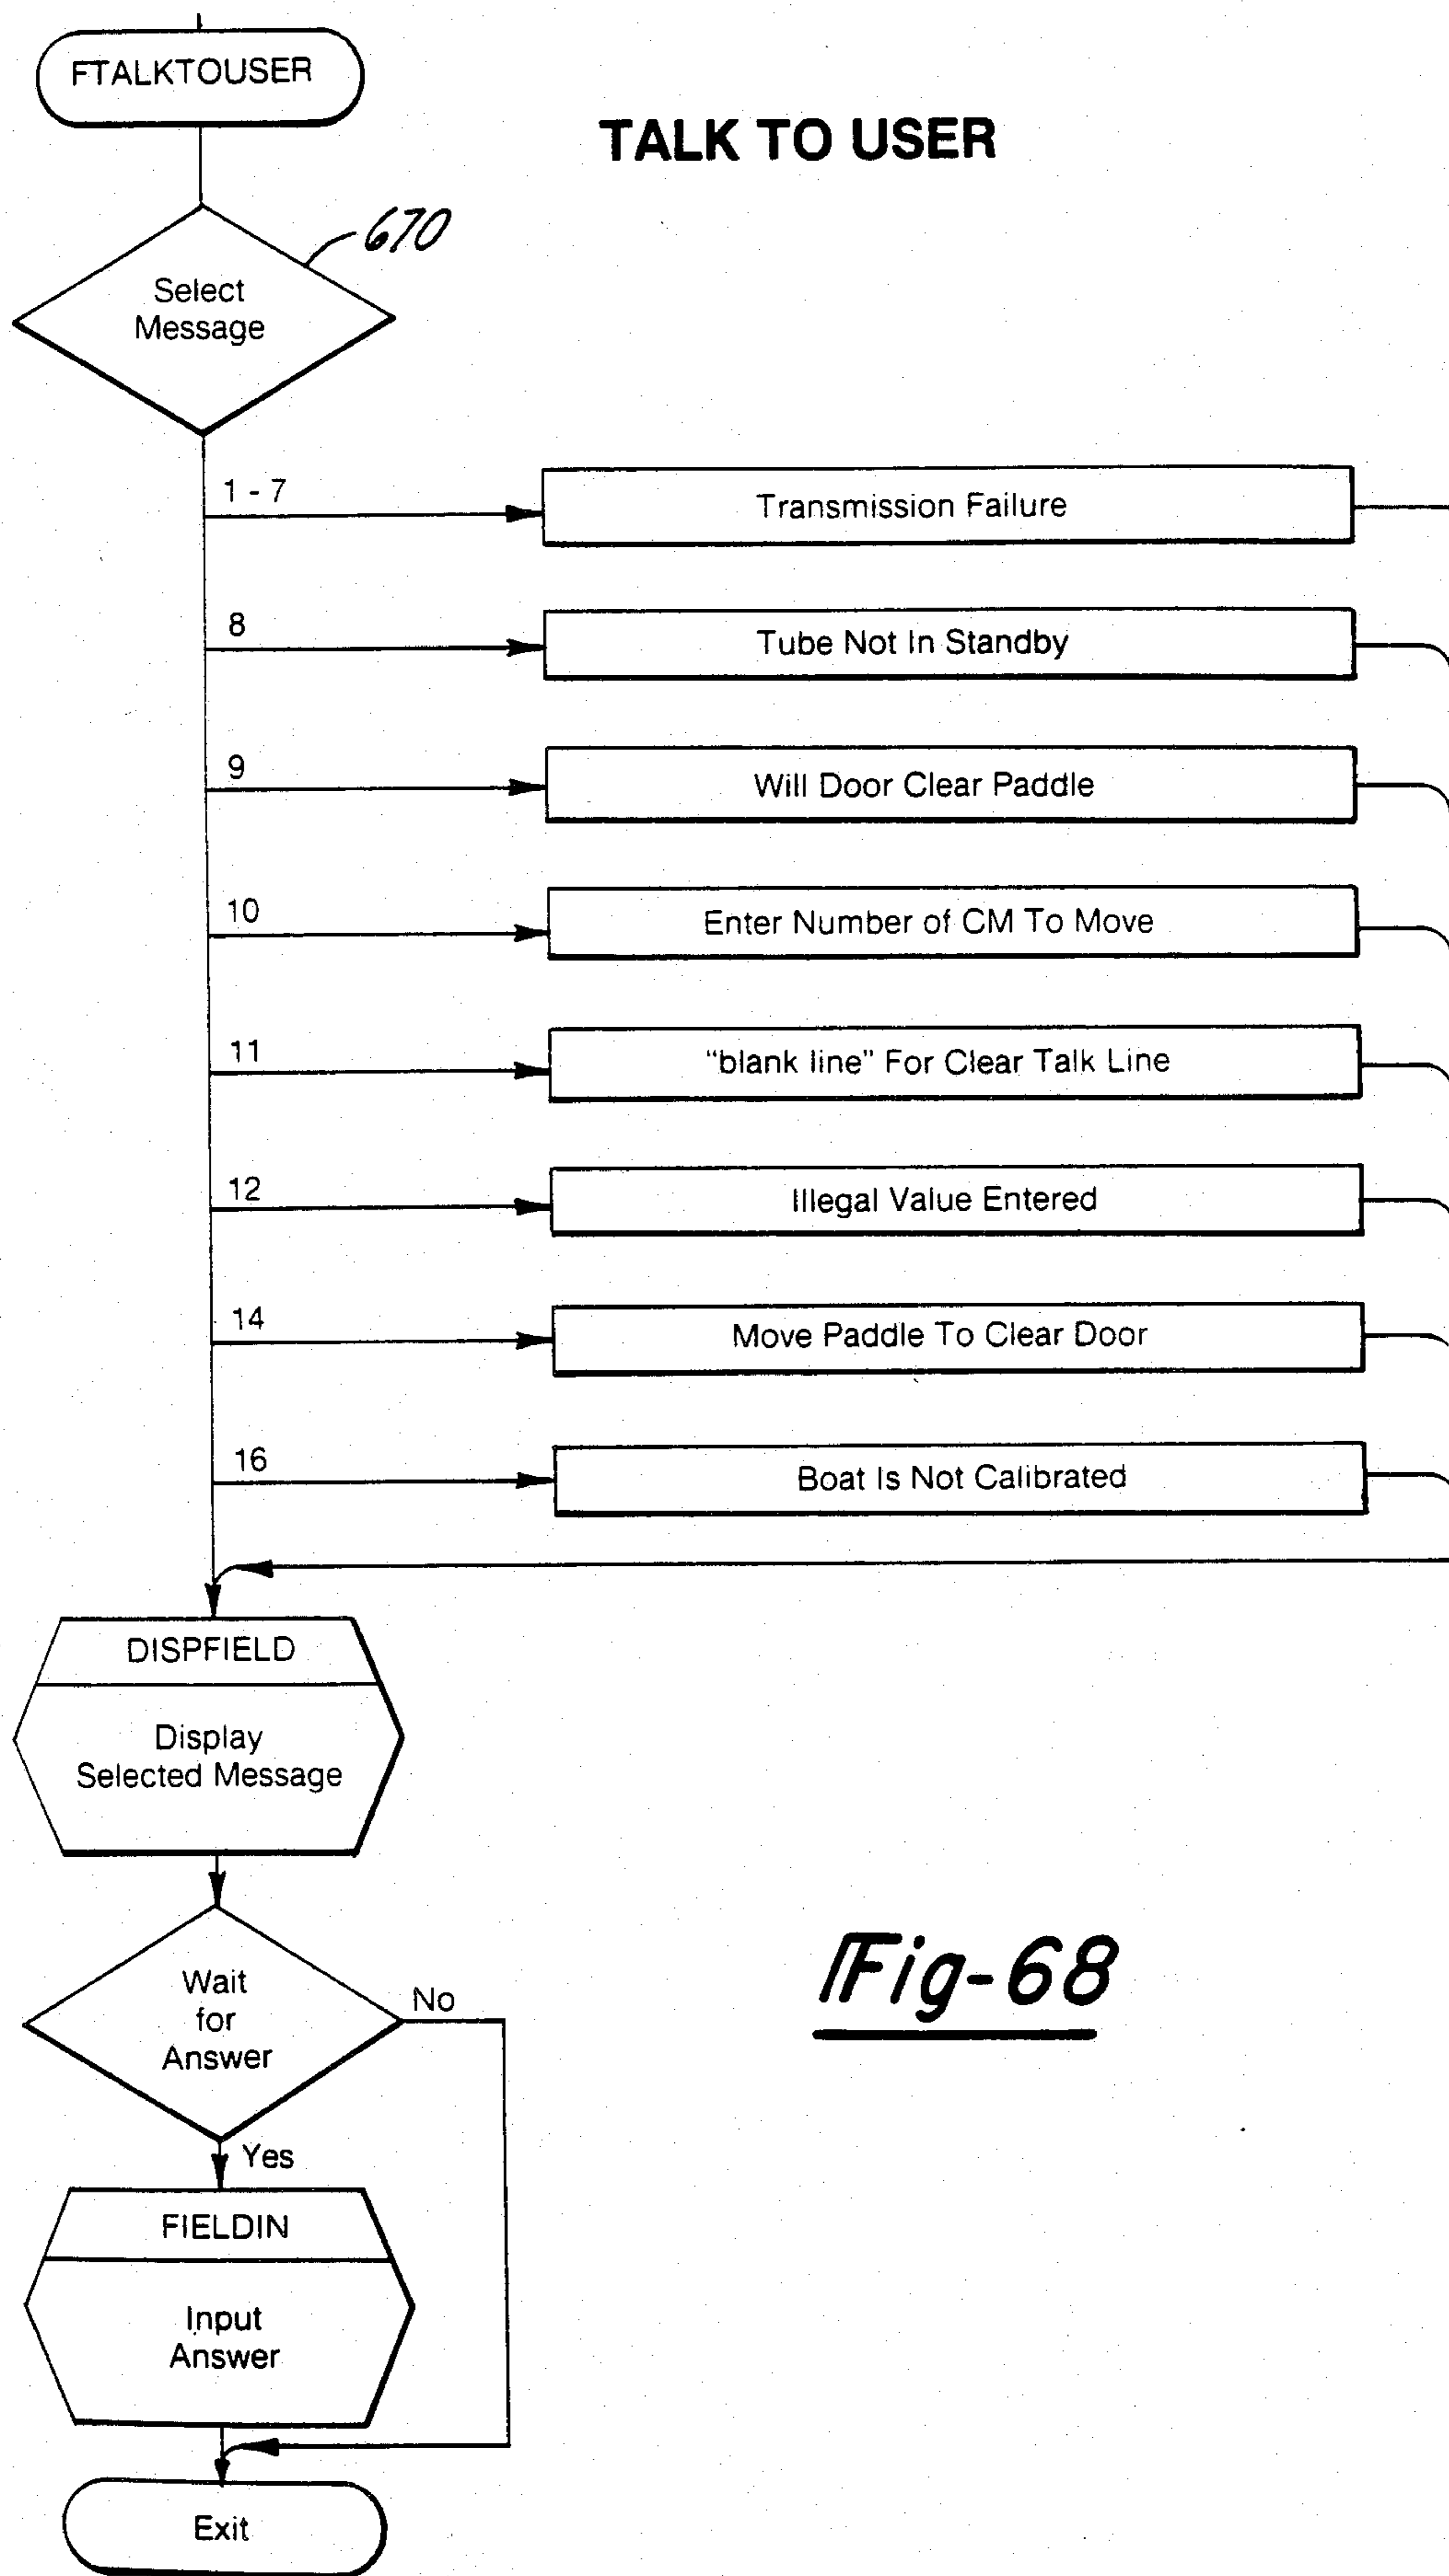 FTALKTOUSER
TALK TO USER
670
Select
Message
1 - 7
Transmission Failure
8
Tube Not In Standby
9
Will Door Clear Paddle
10
Enter Number of CM To Move
11
“blank line” For Clear Talk Line
12
Illegal Value Entered
14
Move Paddle To Clear Door
16
Boat Is Not Calibrated
DISPFIELD
Display
Selected Message
Wait
for
Answer
No
Yes
Fig-68
FIELDIN
Input
Answer
Exit